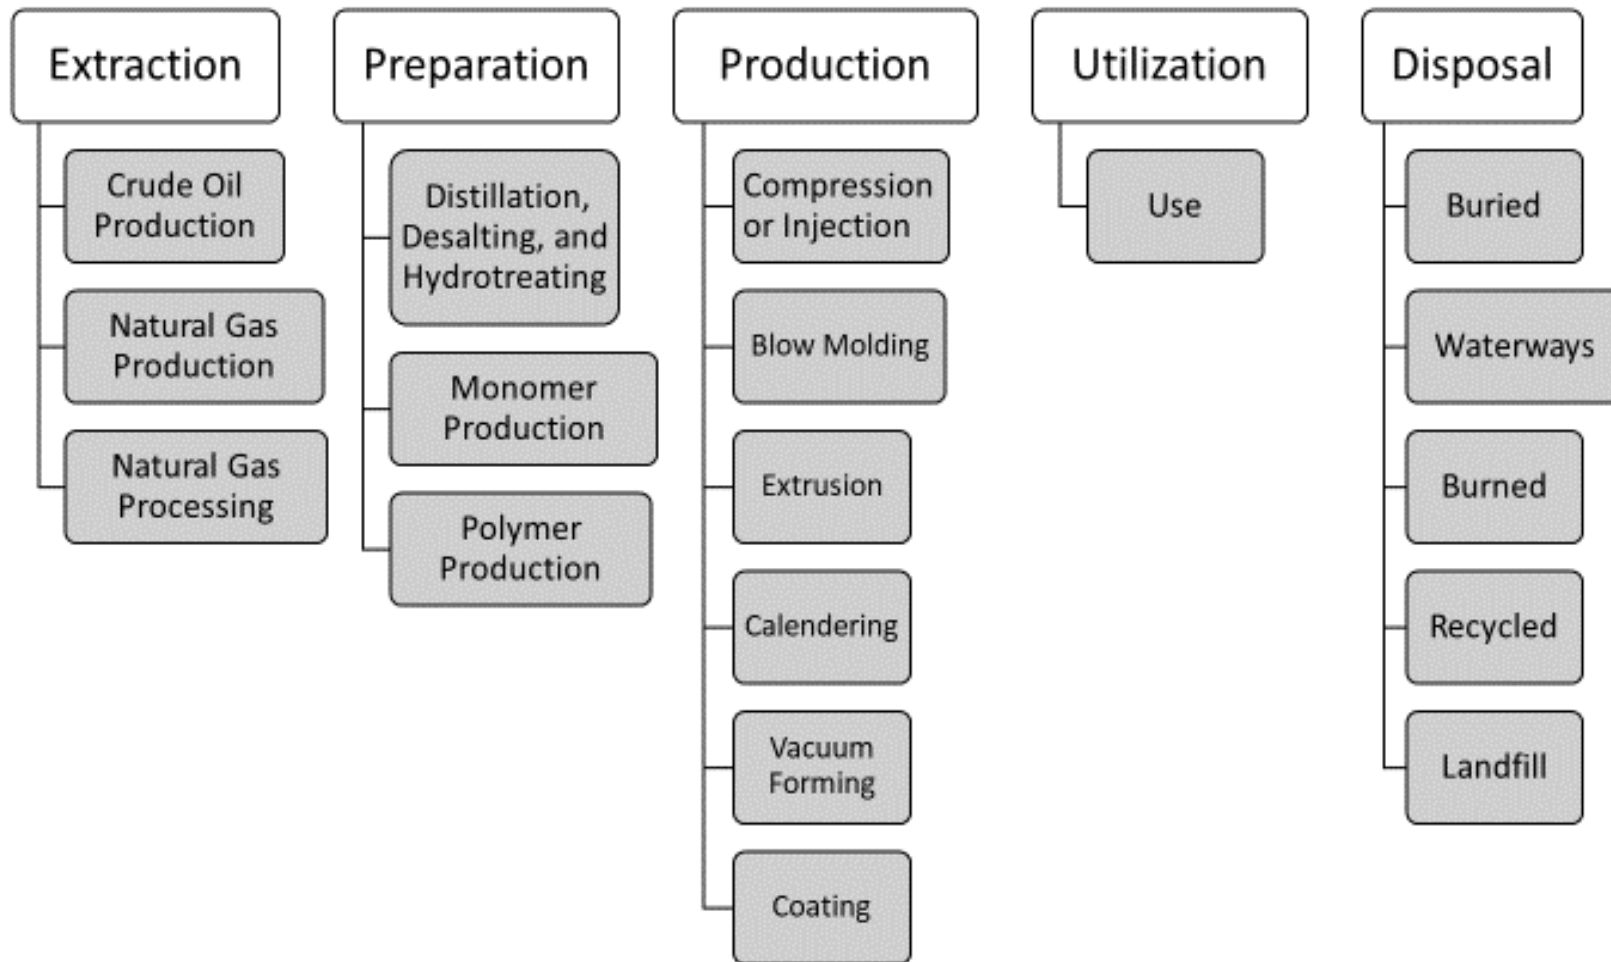 Extraction
Crude Oil
Production
Natural Gas
Production
Natural Gas
Processing
Preparation
Distillation,
Desalting, and
Hydrotreating
Monomer
Production
Polymer
Production
Production
Compression
or Injection
Blow Molding
Extrusion
Calendering
Vacuum
Forming
Coating
Utilization
Use
Disposal
Buried
Waterways
Burned
Recycled
Landfill